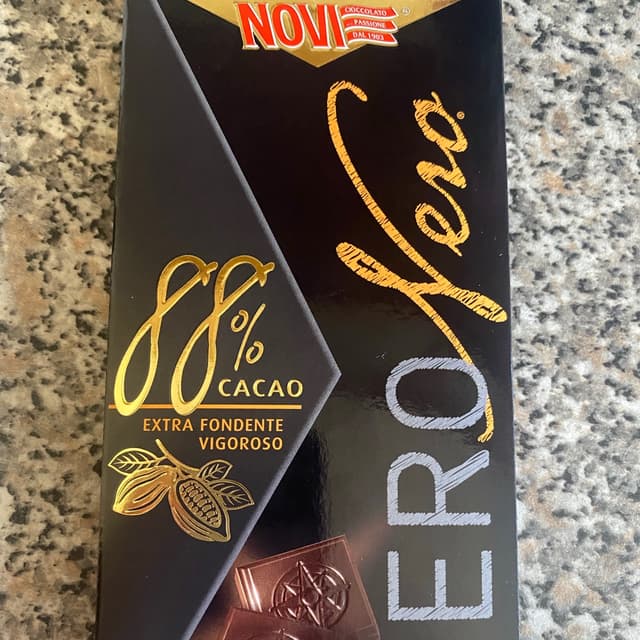 NOVI
CIOCCOLATO
PASSIONE
DAL 1903
ERO
Nero®
88%
CACAO
EXTRA FONDENTE
VIGOROSO